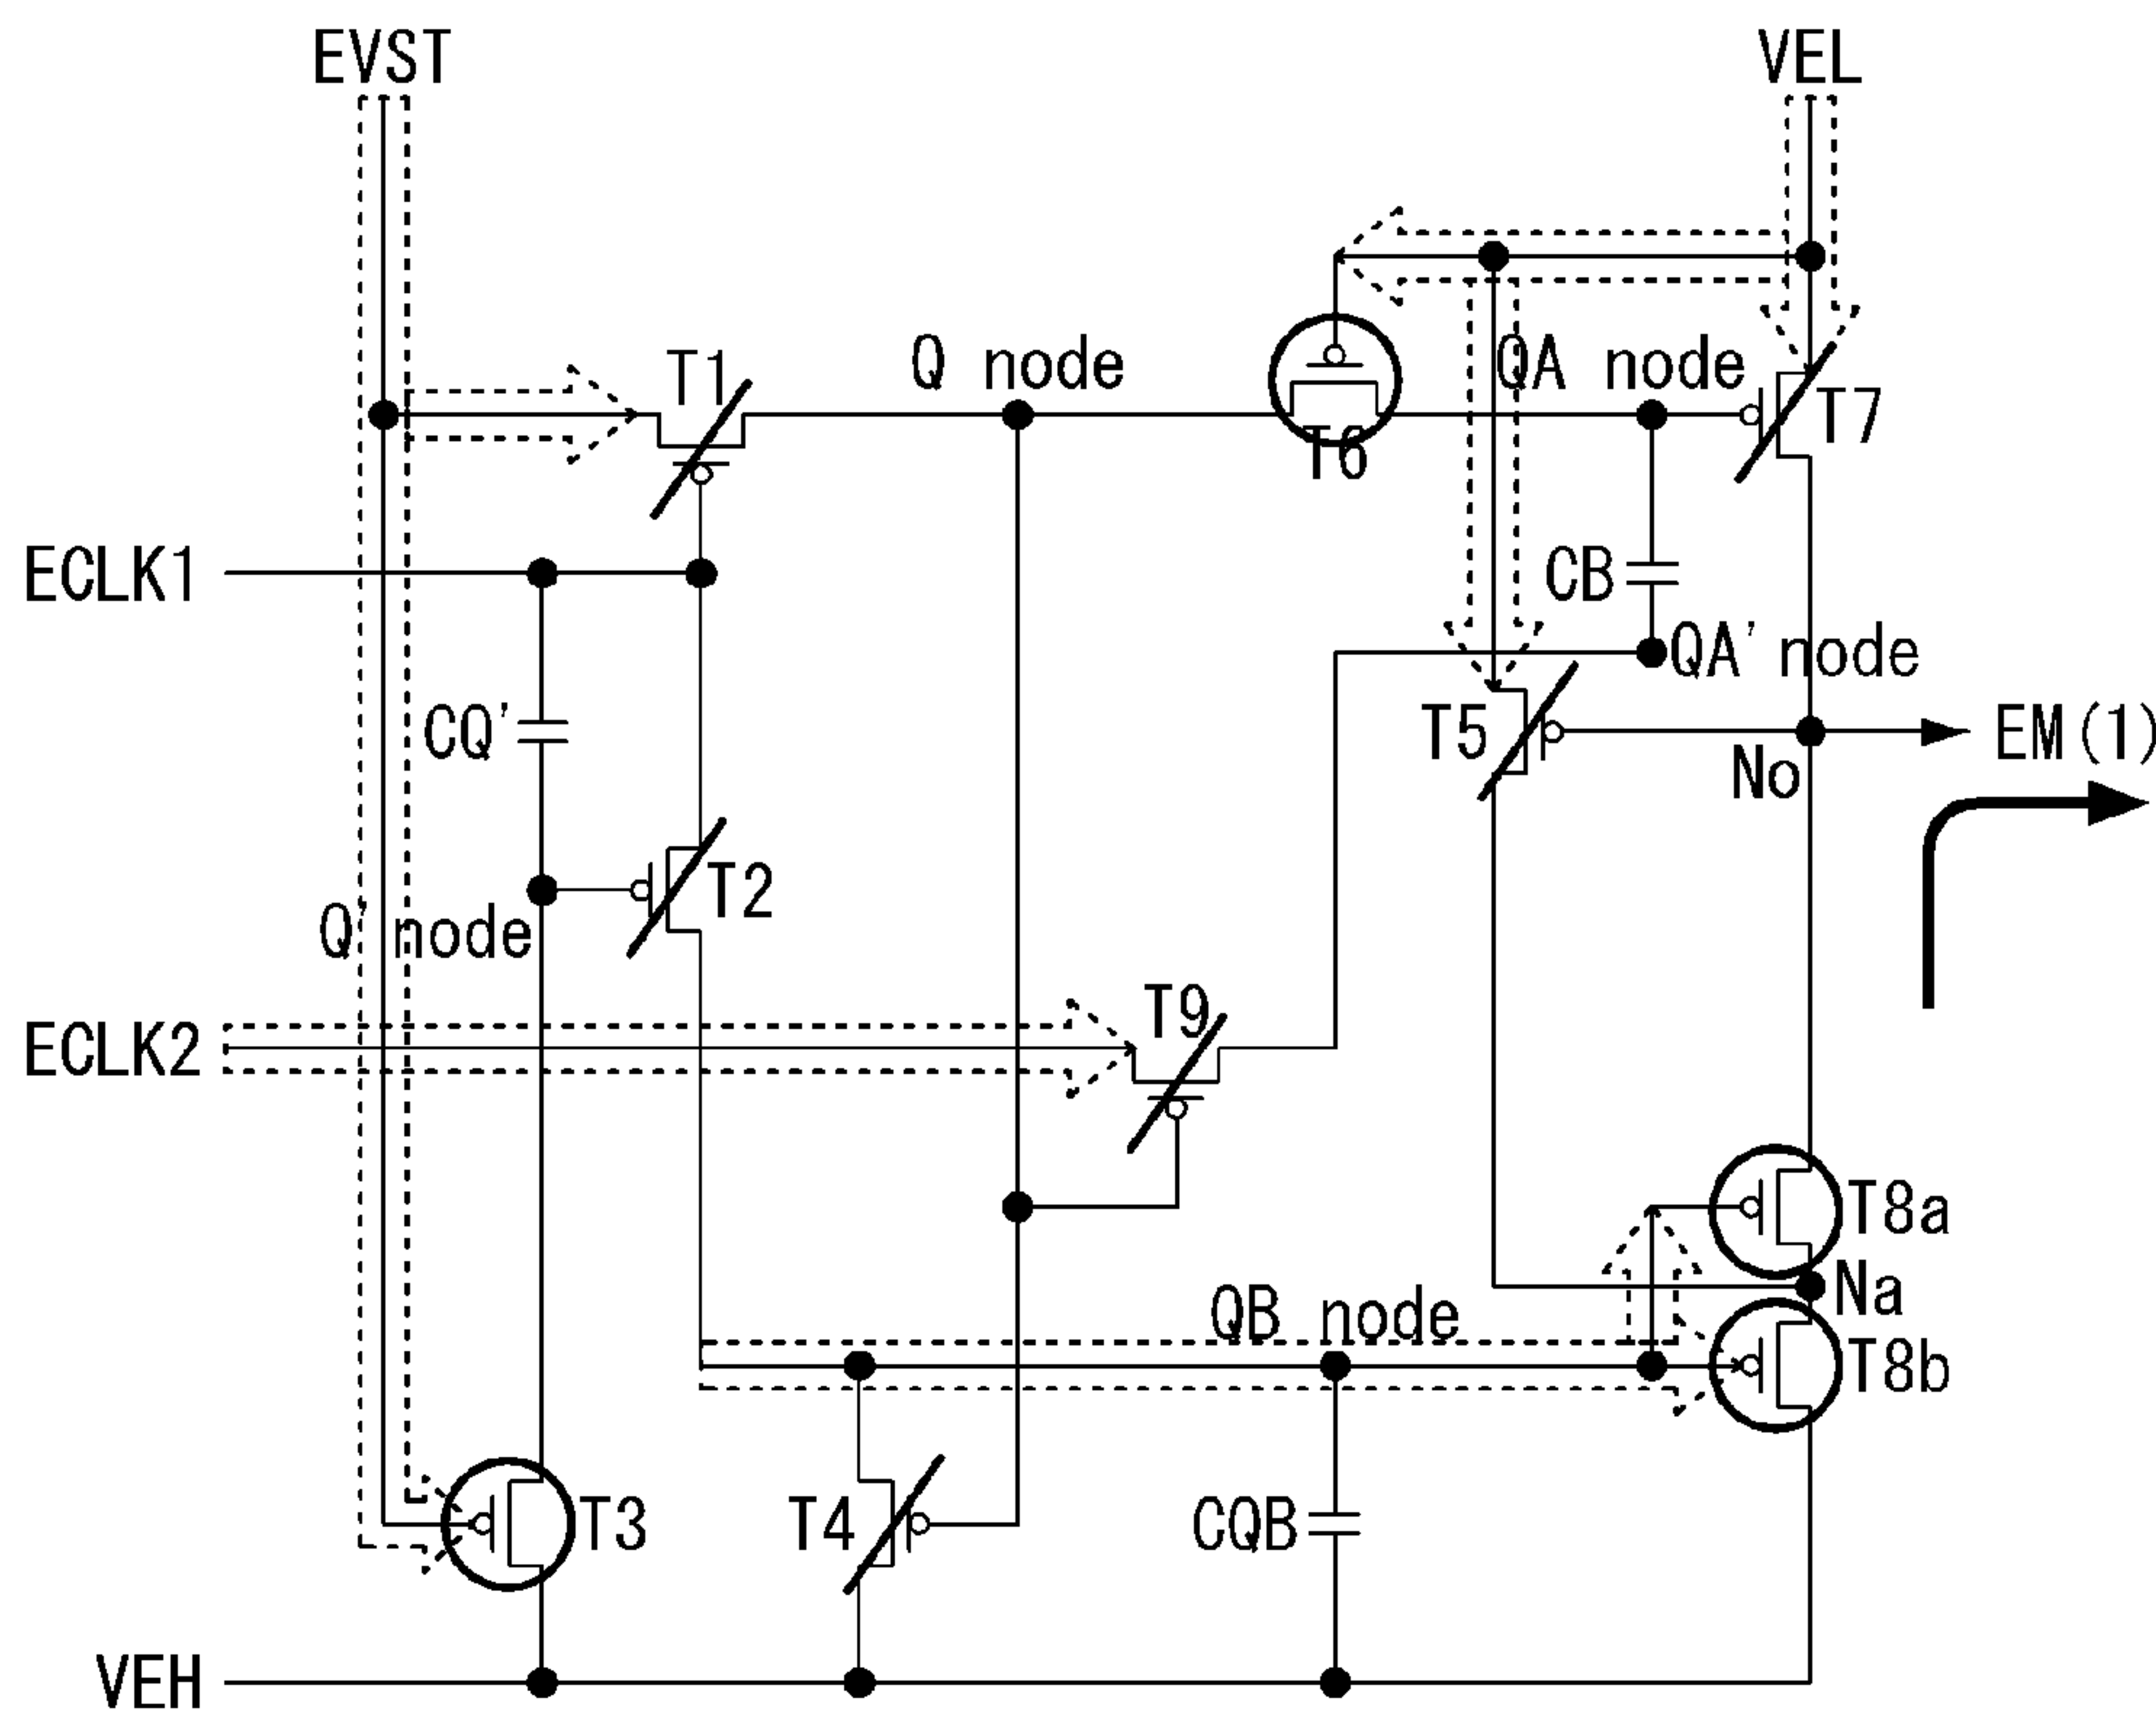 EVST
VEL
T1
Q node
QA node
T7
T6
ECLK1
CB
QA' node
CQ'
T5
EM(1)
No
T2
Q' node
T9
ECLK2
T8a
Na
QB node
T8b
T3
T4
CQB
VEH